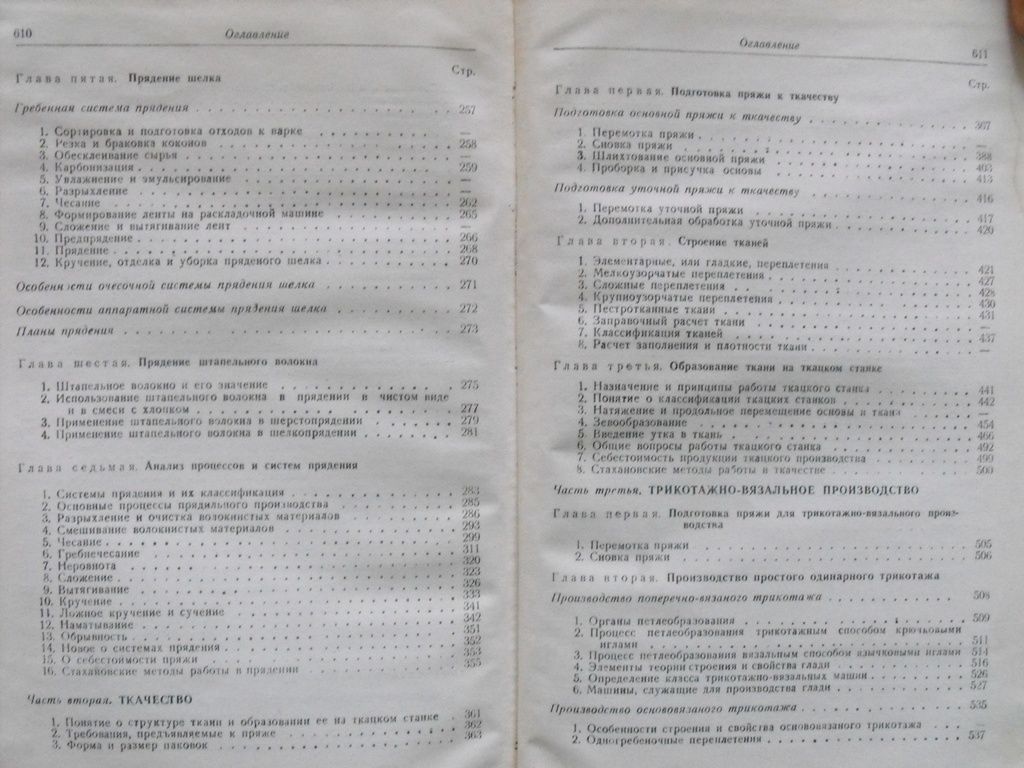 610
Оглавление
Стр.
Глава пятая. Прядение шелка
Гребенная система прядения . . . 257
1. Сортировка и подготовка отходов к варке . . . —
2. Резка и браковка коконов . . . 258
3. Обесклеивание сырья . . . —
4. Карбонизация . . . 259
5. Увлажнение и эмульсирование . . . —
6. Разрыхление . . . —
7. Чесание . . . 262
8. Формирование ленты на раскладочной машине . . . 265
9. Сложение и вытягивание лент . . . —
10. Предпрядение . . . 266
11. Прядение . . . 268
12. Кручение, отделка и уборка пряденого шелка . . . 270
Особенности очесочной системы прядения шелка . . . 271
Особенности аппаратной системы прядения шелка . . . 272
Планы прядения . . . 273
Глава шестая. Прядение штапельного волокна
1. Штапельное волокно и его значение . . . 275
2. Использование штапельного волокна в прядении в чистом виде
и в смеси с хлопком . . . 277
3. Применение штапельного волокна в шерстопрядении . . . 279
4. Применение штапельного волокна в шелкопрядении . . . 281
Глава седьмая. Анализ процессов и систем прядения
1. Системы прядения и их классификация . . . 283
2. Основные процессы прядильного производства . . . 285
3. Разрыхление и очистка волокнистых материалов . . . 286
4. Смешивание волокнистых материалов . . . 293
5. Чесание . . . 299
6. Гребнечесание . . . 311
7. Неровнота . . . 320
8. Сложение . . . 323
9. Вытягивание . . . 326
10. Кручение . . . 333
11. Ложное кручение и сучение . . . 341
12. Наматывание . . . 342
13. Обрывность . . . 351
14. Новое о системах прядения . . . 352
15. О себестоимости пряжи . . . 353
16. Стахановские методы работы в прядении . . . 355
Часть вторая. ТКАЧЕСТВО
1. Понятие о структуре ткани и образовании ее на ткацком станке . 361
2. Требования, предъявляемые к пряже . . . 362
3. Форма и размер паковок . . . 363
Оглавление
611
Стр.
Глава первая. Подготовка пряжи к ткачеству
Подготовка основной пряжи к ткачеству . . . 367
1. Перемотка пряжи . . . —
2. Сновка пряжи . . . 388
3. Шлихтование основной пряжи . . . 403
4. Проборка и присучка основы . . . 413
Подготовка уточной пряжи к ткачеству . . . 416
1. Перемотка уточной пряжи . . . 417
2. Дополнительная обработка уточной пряжи . . . 420
Глава вторая. Строение тканей
1. Элементарные, или гладкие, переплетения . . . 421
2. Мелкоузорчатые переплетения . . . 427
3. Сложные переплетения . . . 428
4. Крупноузорчатые переплетения . . . 430
5. Пестротканные ткани . . . 431
6. Заправочный расчет ткани . . . —
7. Классификация тканей . . . 437
8. Расчет заполнения и плотности ткани . . . —
Глава третья. Образование ткани на ткацком станке
1. Назначение и принципы работы ткацкого станка . . . 441
2. Понятие о классификации ткацких станков . . . 442
3. Натяжение и продольное перемещение основы и ткани . . . —
4. Зевообразование . . . 454
5. Введение утка в ткань . . . 466
6. Общие вопросы работы ткацкого станка . . . 492
7. Себестоимость продукции ткацкого производства . . . 499
8. Стахановские методы работы в ткачестве . . . 500
Часть третья. ТРИКОТАЖНО-ВЯЗАЛЬНОЕ ПРОИЗВОДСТВО
Глава первая. Подготовка пряжи для трикотажно-вязального произ-
водства
1. Перемотка пряжи . . . 505
2. Сновка пряжи . . . 506
Глава вторая. Производство простого одинарного трикотажа
Производство поперечно-вязаного трикотажа . . . 508
1. Органы петлеобразования . . . 509
2. Процесс петлеобразования трикотажным способом крючковыми
иглами . . . 511
3. Процесс петлеобразования вязальным способом язычковыми иглами 514
4. Элементы теории строения и свойства глади . . . 516
5. Определение класса трикотажно-вязальных машин . . . 526
6. Машины, служащие для производства глади . . . 527
Производство основовязаного трикотажа . . . 535
1. Особенности строения и свойства основовязаного трикотажа . . . —
2. Одногребеночные переплетения . . . 537